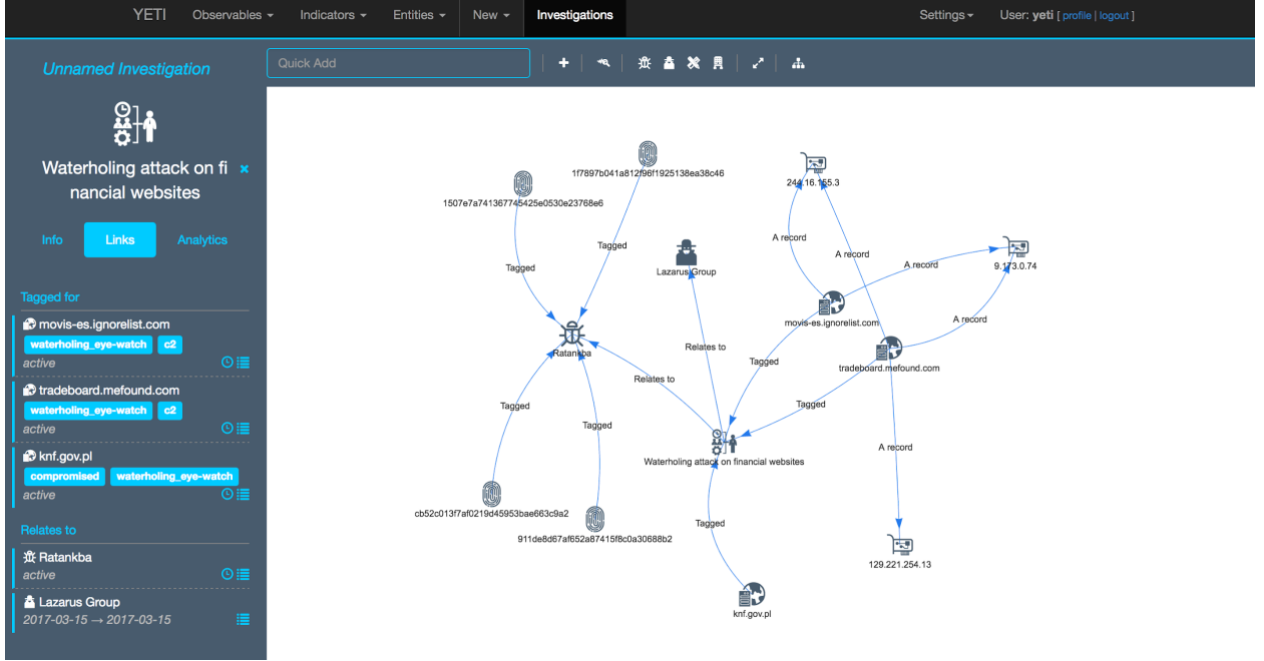 YETI Observables Indicators Entities New Investigations Settings User: yeti [ profile | logout ]
Unnamed Investigation
Quick Add
Waterholing attack on fi
nancial websites
Info Links Analytics
Tagged for
movis-es.ignorelist.com
waterholing_eye-watch c2
active
tradeboard.mefound.com
waterholing_eye-watch c2
active
knf.gov.pl
compromised waterholing_eye-watch
active
Relates to
Ratankba
active
Lazarus Group
2017-03-15 → 2017-03-15
1f7897b041a812f96f1925138ea38c46
244.16.155.3
1507e7a741367745425e0530e23768e6
A record
Tagged
A record
Lazarus Group
A record
9.173.0.74
Tagged
movis-es.ignorelist.com
A record
Ratankba
Relates to
Tagged
tradeboard.mefound.com
Relates to
Tagged
Tagged
Tagged
A record
Waterholing attack on financial websites
cb52c013f7af0219d45953bae663c9a2
Tagged
911de8d67af652a87415f8c0a30688b2
129.221.254.13
knf.gov.pl